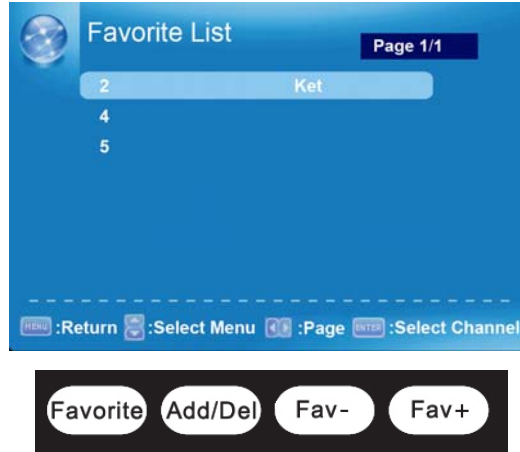 Favorite List
Page 1/1
2 Ket
4
5
MENU :Return :Select Menu :Page ENTER :Select Channel
Favorite Add/Del Fav- Fav+